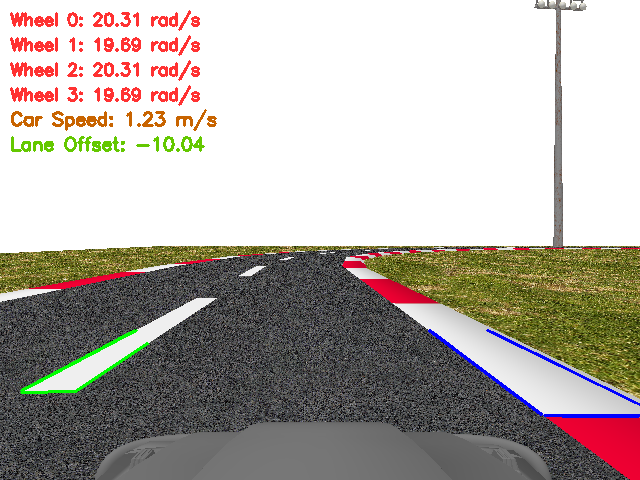 Wheel 0: 20.31 rad/s
Wheel 1: 19.69 rad/s
Wheel 2: 20.31 rad/s
Wheel 3: 19.69 rad/s
Car Speed: 1.23 m/s
Lane Offset: -10.04